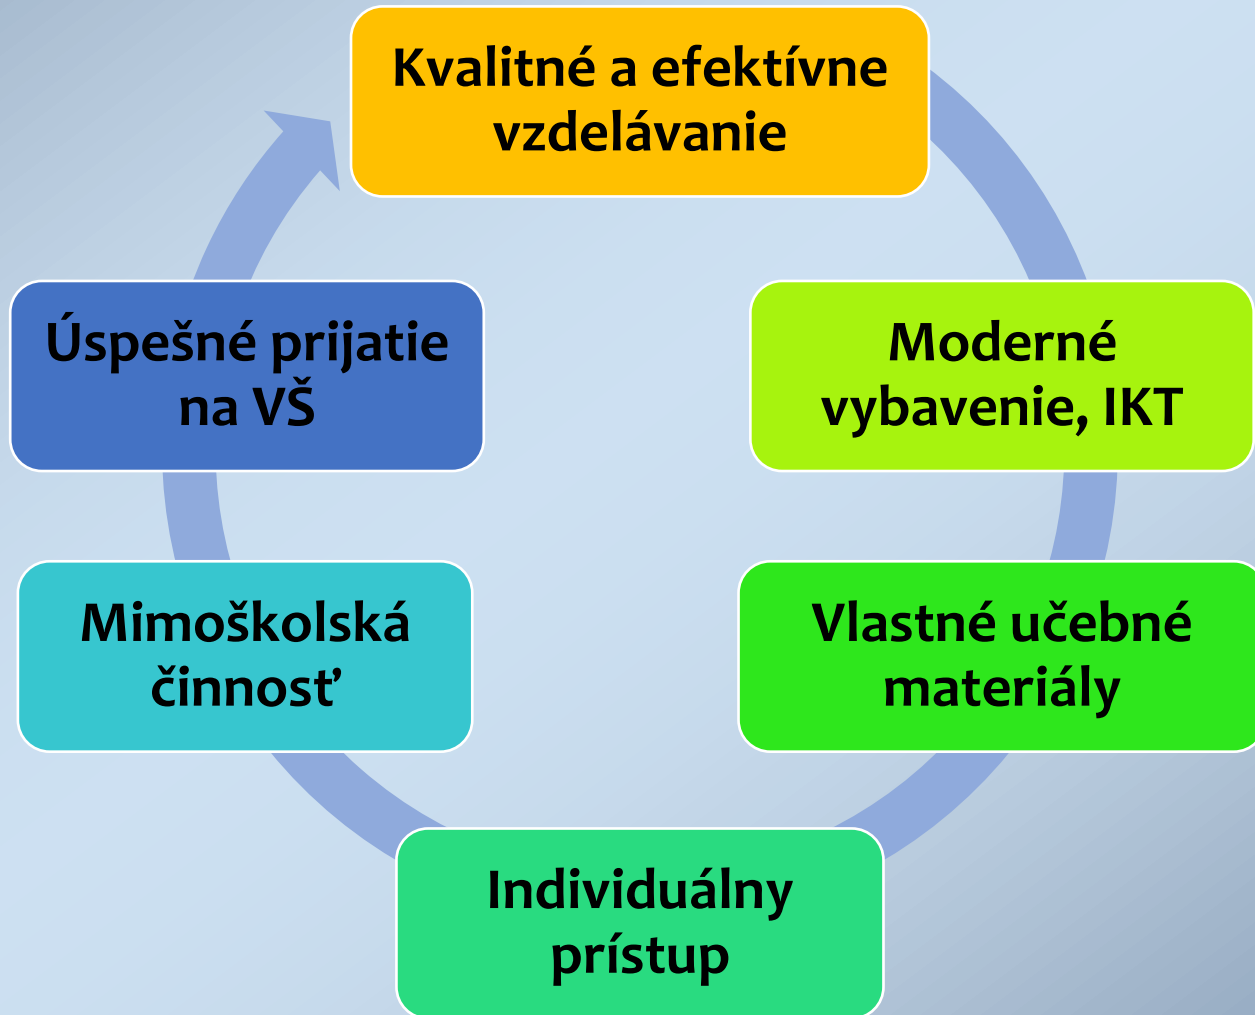 Kvalitné a efektívne
vzdelávanie
Moderné
vybavenie, IKT
Vlastné učebné
materiály
Individuálny
prístup
Mimoškolská
činnosť
Úspešné prijatie
na VŠ